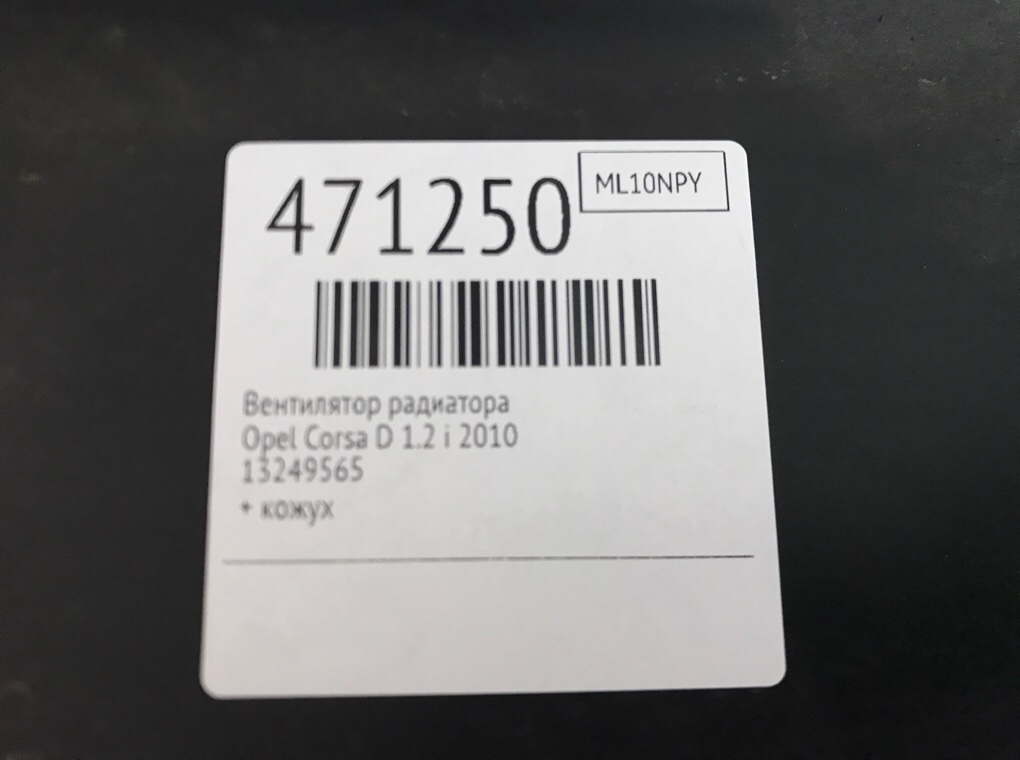 471250
ML10NPY
Вентилятор радиатора
Opel Corsa D 1.2 i 2010
13249565
+ кожух